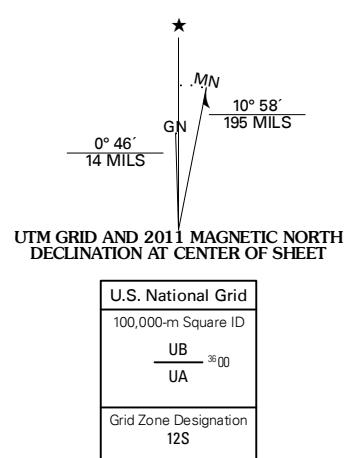 ★
MN
GN
10° 58´
195 MILS
0° 46´
14 MILS
UTM GRID AND 2011 MAGNETIC NORTH
DECLINATION AT CENTER OF SHEET
U.S. National Grid
100,000-m Square ID
UB
3600
UA
Grid Zone Designation
12S